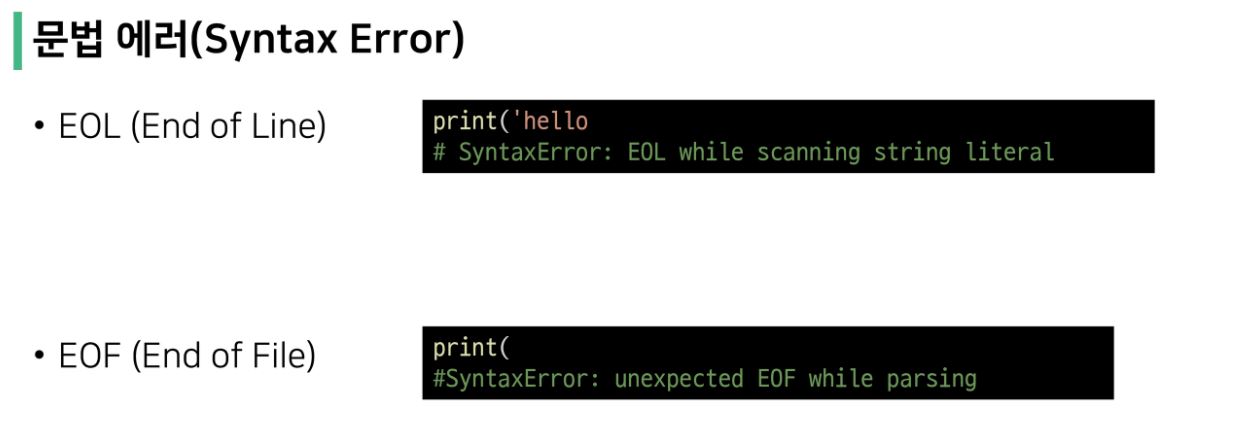 문법 에러(Syntax Error)
• EOL (End of Line)
print('hello
# SyntaxError: EOL while scanning string literal
• EOF (End of File)
print(
#SyntaxError: unexpected EOF while parsing